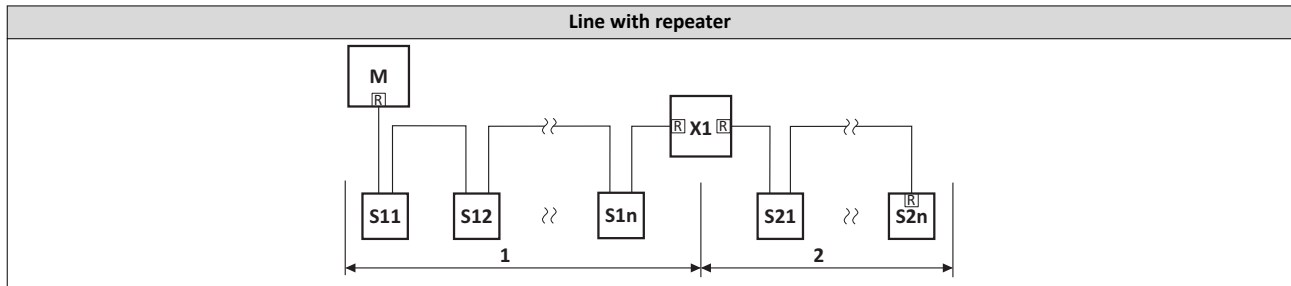 Line with repeater
M
R
R X1 R
S11 S12 S1n S21 R S2n
1 2